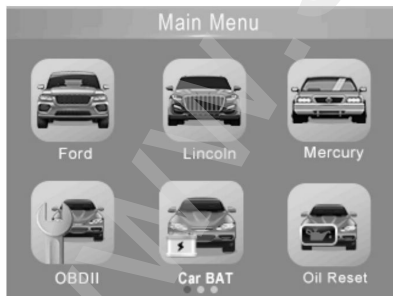 Main Menu
Ford
Lincoln
Mercury
OBDII
Car BAT
Oil Reset